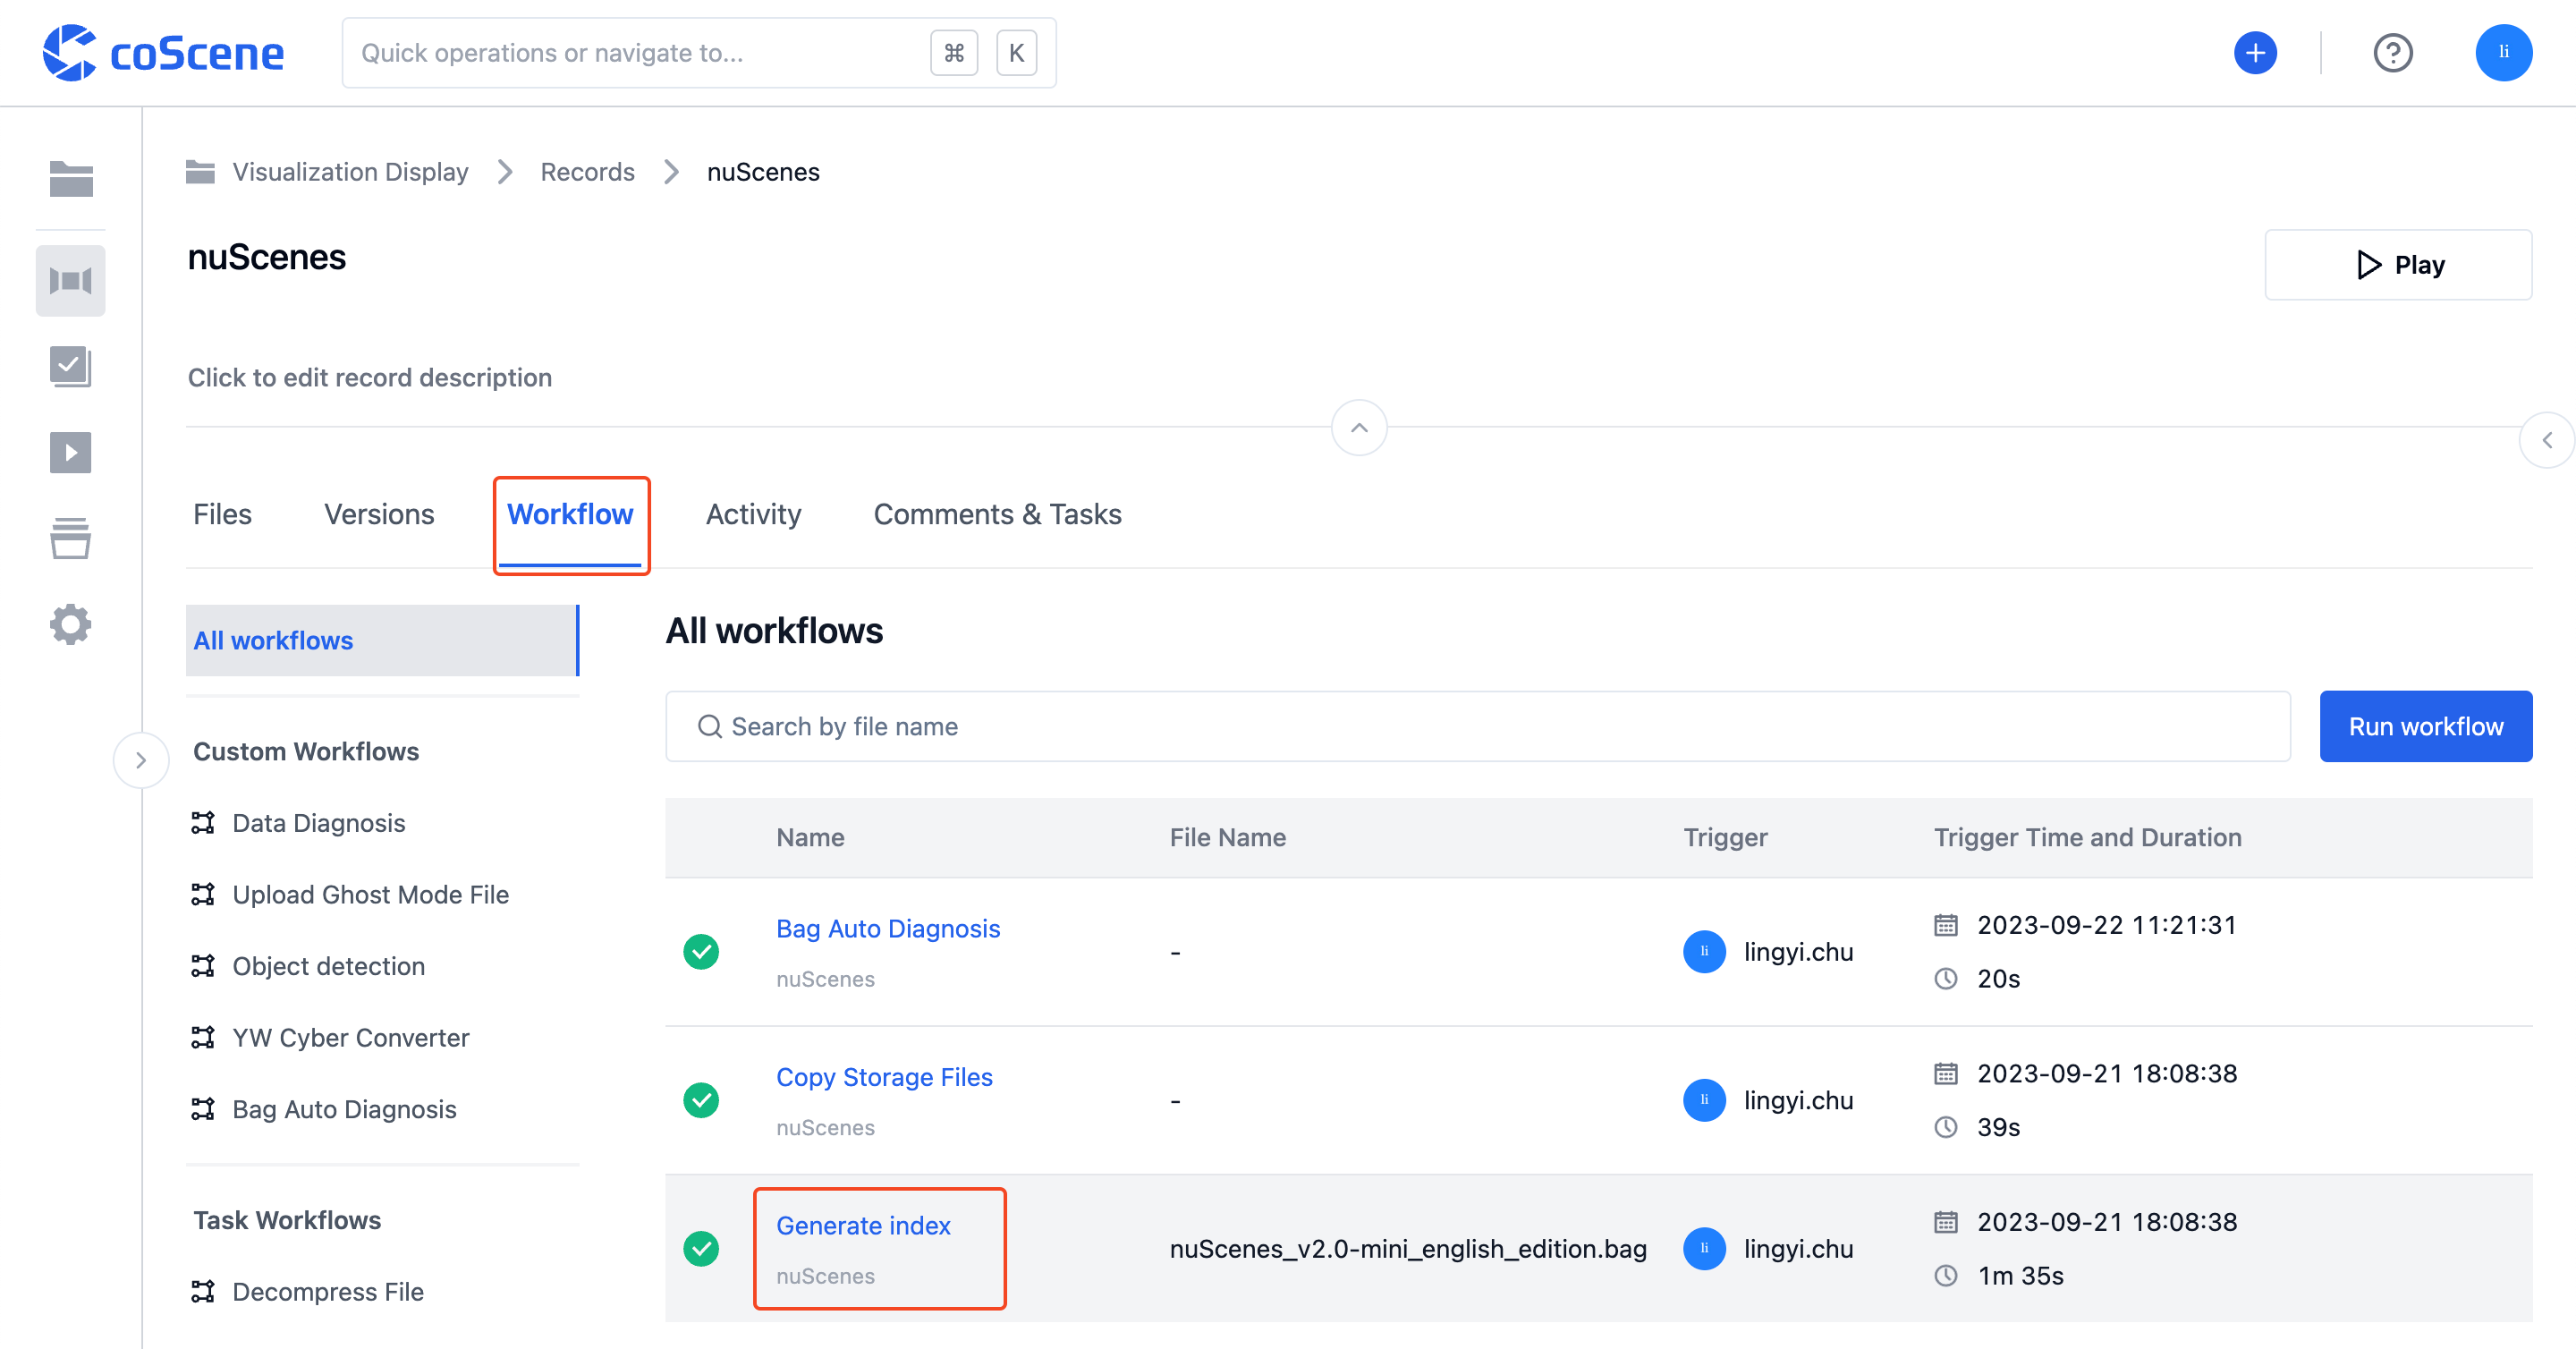 coScene
Quick operations or navigate to...
⌘ K
li
Visualization Display > Records > nuScenes
nuScenes
Play
Click to edit record description
Files Versions Workflow Activity Comments & Tasks
All workflows
Custom Workflows
Data Diagnosis
Upload Ghost Mode File
Object detection
YW Cyber Converter
Bag Auto Diagnosis
Task Workflows
Decompress File
All workflows
Search by file name
Run workflow
Name File Name Trigger Trigger Time and Duration
Bag Auto Diagnosis
nuScenes
-
li lingyi.chu
2023-09-22 11:21:31
20s
Copy Storage Files
nuScenes
-
li lingyi.chu
2023-09-21 18:08:38
39s
Generate index
nuScenes
nuScenes_v2.0-mini_english_edition.bag
li lingyi.chu
2023-09-21 18:08:38
1m 35s